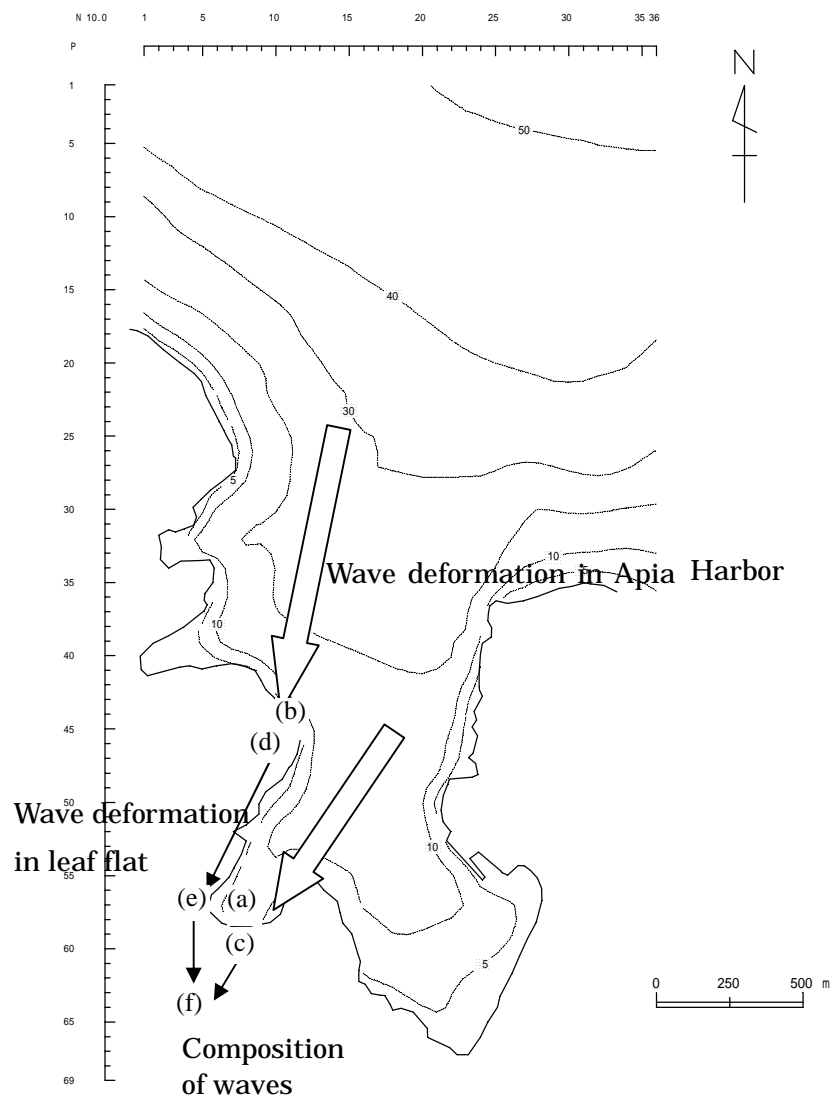 N 10.0 1 5 10 15 20 25 30 35 36
P
N
1
50
5
10
15
40
20
30
25
5
30
10
Wave deformation in Apia Harbor
35
10
40
(b)
45
(d)
50
Wave deformation
10
in leaf flat
55
(e) (a)
(c)
60
5
0 250 500 m
(f)
65
Composition
of waves
69